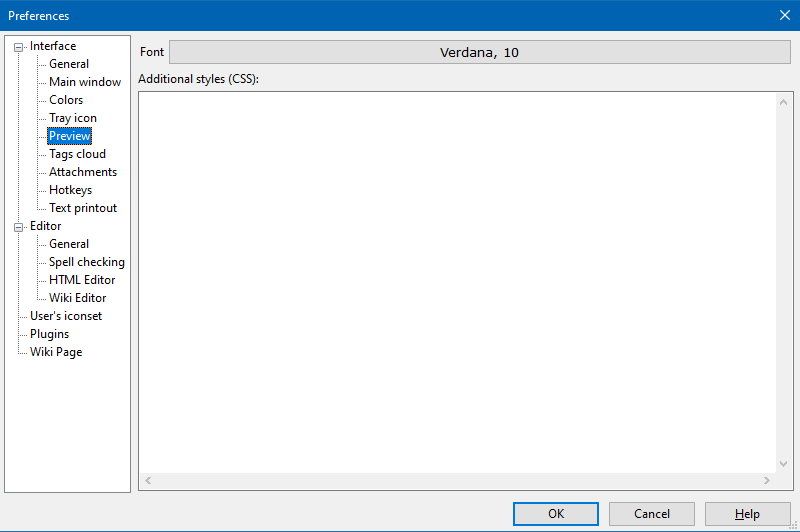 Preferences
Interface
General
Main window
Colors
Tray icon
Preview
Tags cloud
Attachments
Hotkeys
Text printout
Editor
General
Spell checking
HTML Editor
Wiki Editor
User's iconset
Plugins
Wiki Page
Font Verdana, 10
Additional styles (CSS):
OK Cancel Help